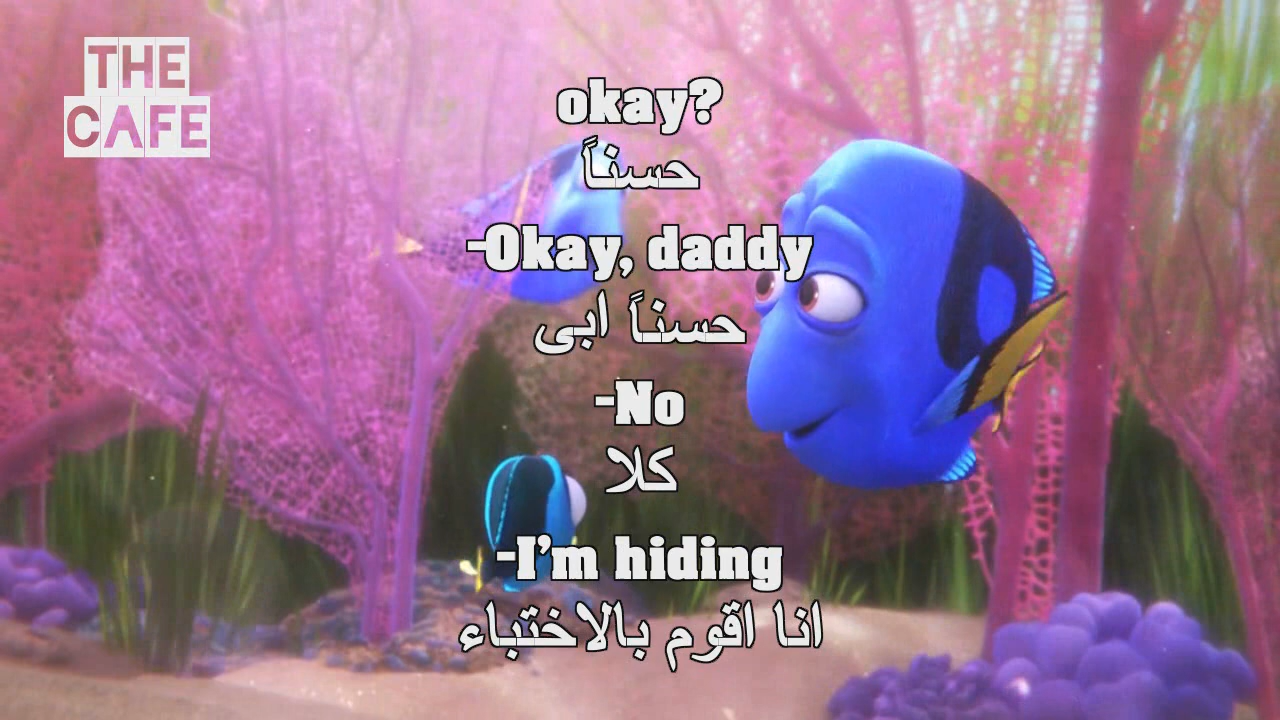 THE
CAFE
okay?
حسناً
-Okay, daddy
حسناً ابى
-No
كلا
-I'm hiding
انا اقوم بالاختباء